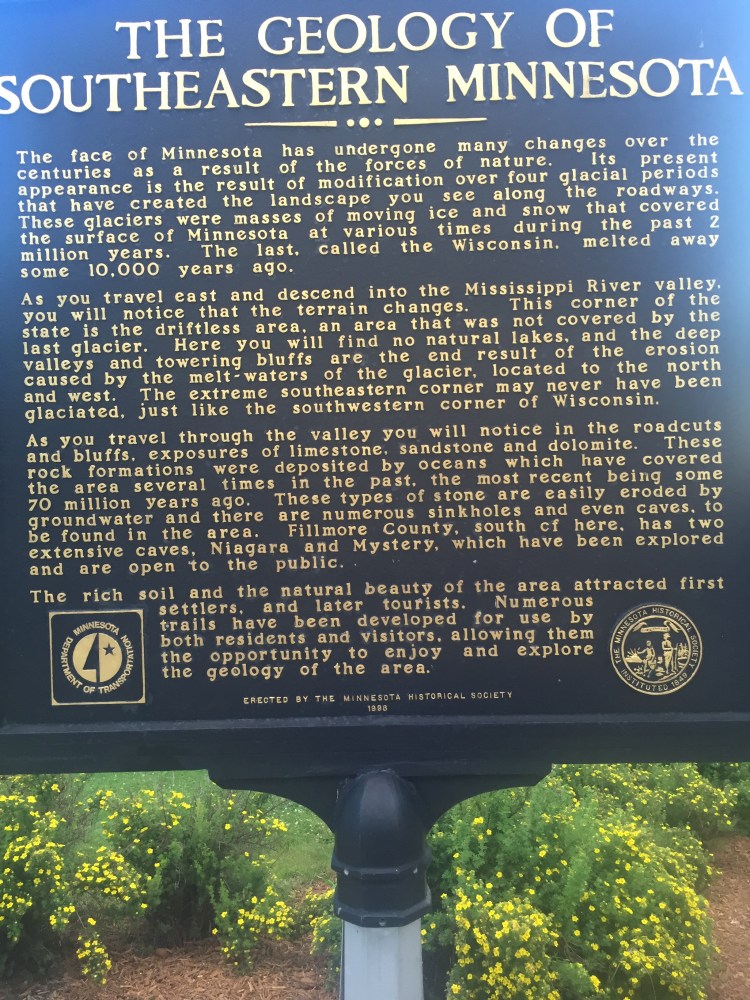 THE GEOLOGY OF
SOUTHEASTERN MINNESOTA
The face of Minnesota has undergone many changes over the
centuries as a result of the forces of nature. Its present
appearance is the result of modification over four glacial periods
that have created the landscape you see along the roadways.
These glaciers were masses of moving ice and snow that covered
the surface of Minnesota at various times during the past 2
million years. The last, called the Wisconsin, melted away
some 10,000 years ago.
As you travel east and descend into the Mississippi River valley,
you will notice that the terrain changes. This corner of the
state is the driftless area, an area that was not covered by the
last glacier. Here you will find no natural lakes, and the deep
valleys and towering bluffs are the end result of the erosion
caused by the melt-waters of the glacier, located to the north
and west. The extreme southeastern corner may never have been
glaciated, just like the southwestern corner of Wisconsin.
As you travel through the valley you will notice in the roadcuts
and bluffs, exposures of limestone, sandstone and dolomite. These
rock formations were deposited by oceans which have covered
the area several times in the past, the most recent being some
70 million years ago. These types of stone are easily eroded by
groundwater and there are numerous sinkholes and even caves, to
be found in the area. Fillmore County, south of here, has two
extensive caves, Niagara and Mystery, which have been explored
and are open to the public.
The rich soil and the natural beauty of the area attracted first
settlers, and later tourists. Numerous
trails have been developed for use by
both residents and visitors, allowing them
the opportunity to enjoy and explore
the geology of the area.
MINNESOTA
DEPARTMENT OF TRANSPORTATION
THE MINNESOTA HISTORICAL SOCIETY
INSTITUTED 1849
ERECTED BY THE MINNESOTA HISTORICAL SOCIETY
1998